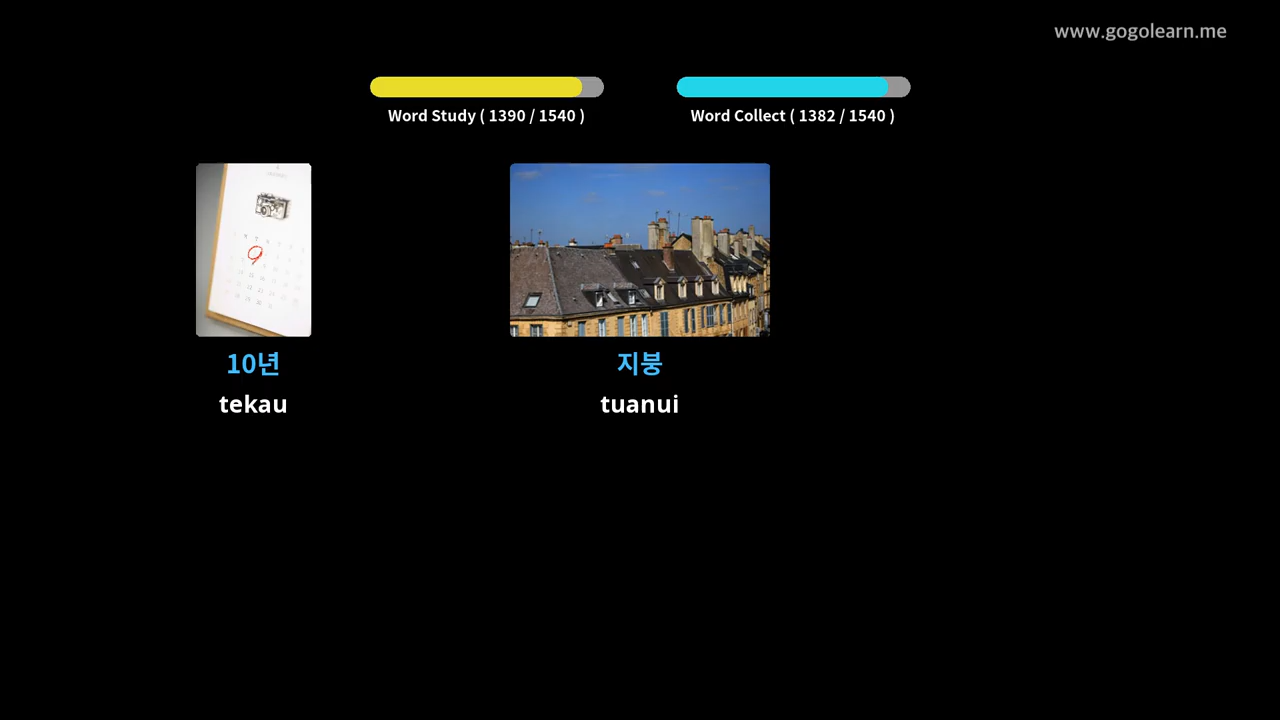 www.gogolearn.me
Word Study ( 1390 / 1540 )
Word Collect ( 1382 / 1540 )
10년
tekau
지붕
tuanui